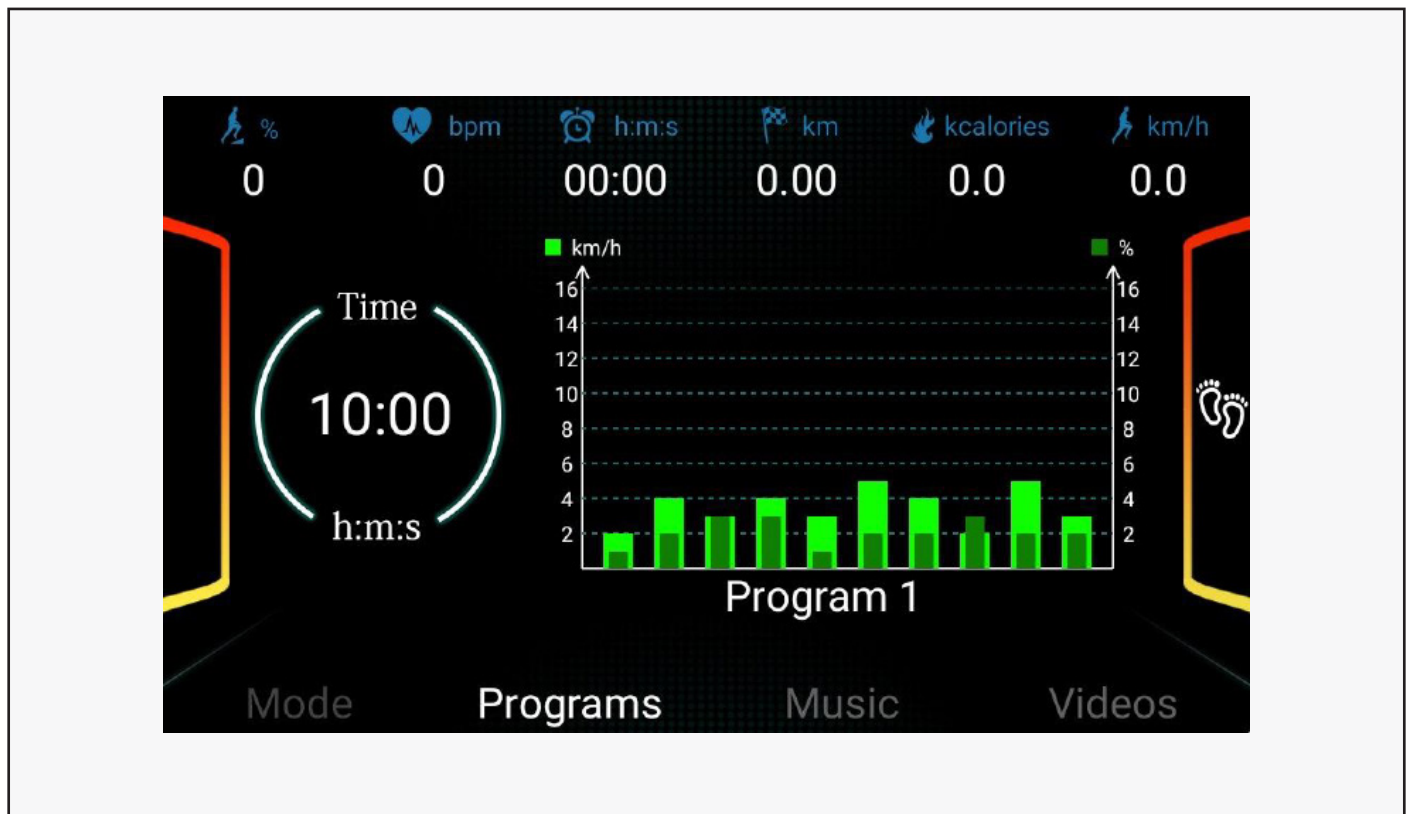 % bpm h:m:s km kcalories km/h
0 0 00:00 0.00 0.0 0.0
km/h %
16 16
14 14
12 12
10 10
8 8
6 6
4 4
2 2
Time
10:00
h:m:s
Program 1
Mode Programs Music Videos